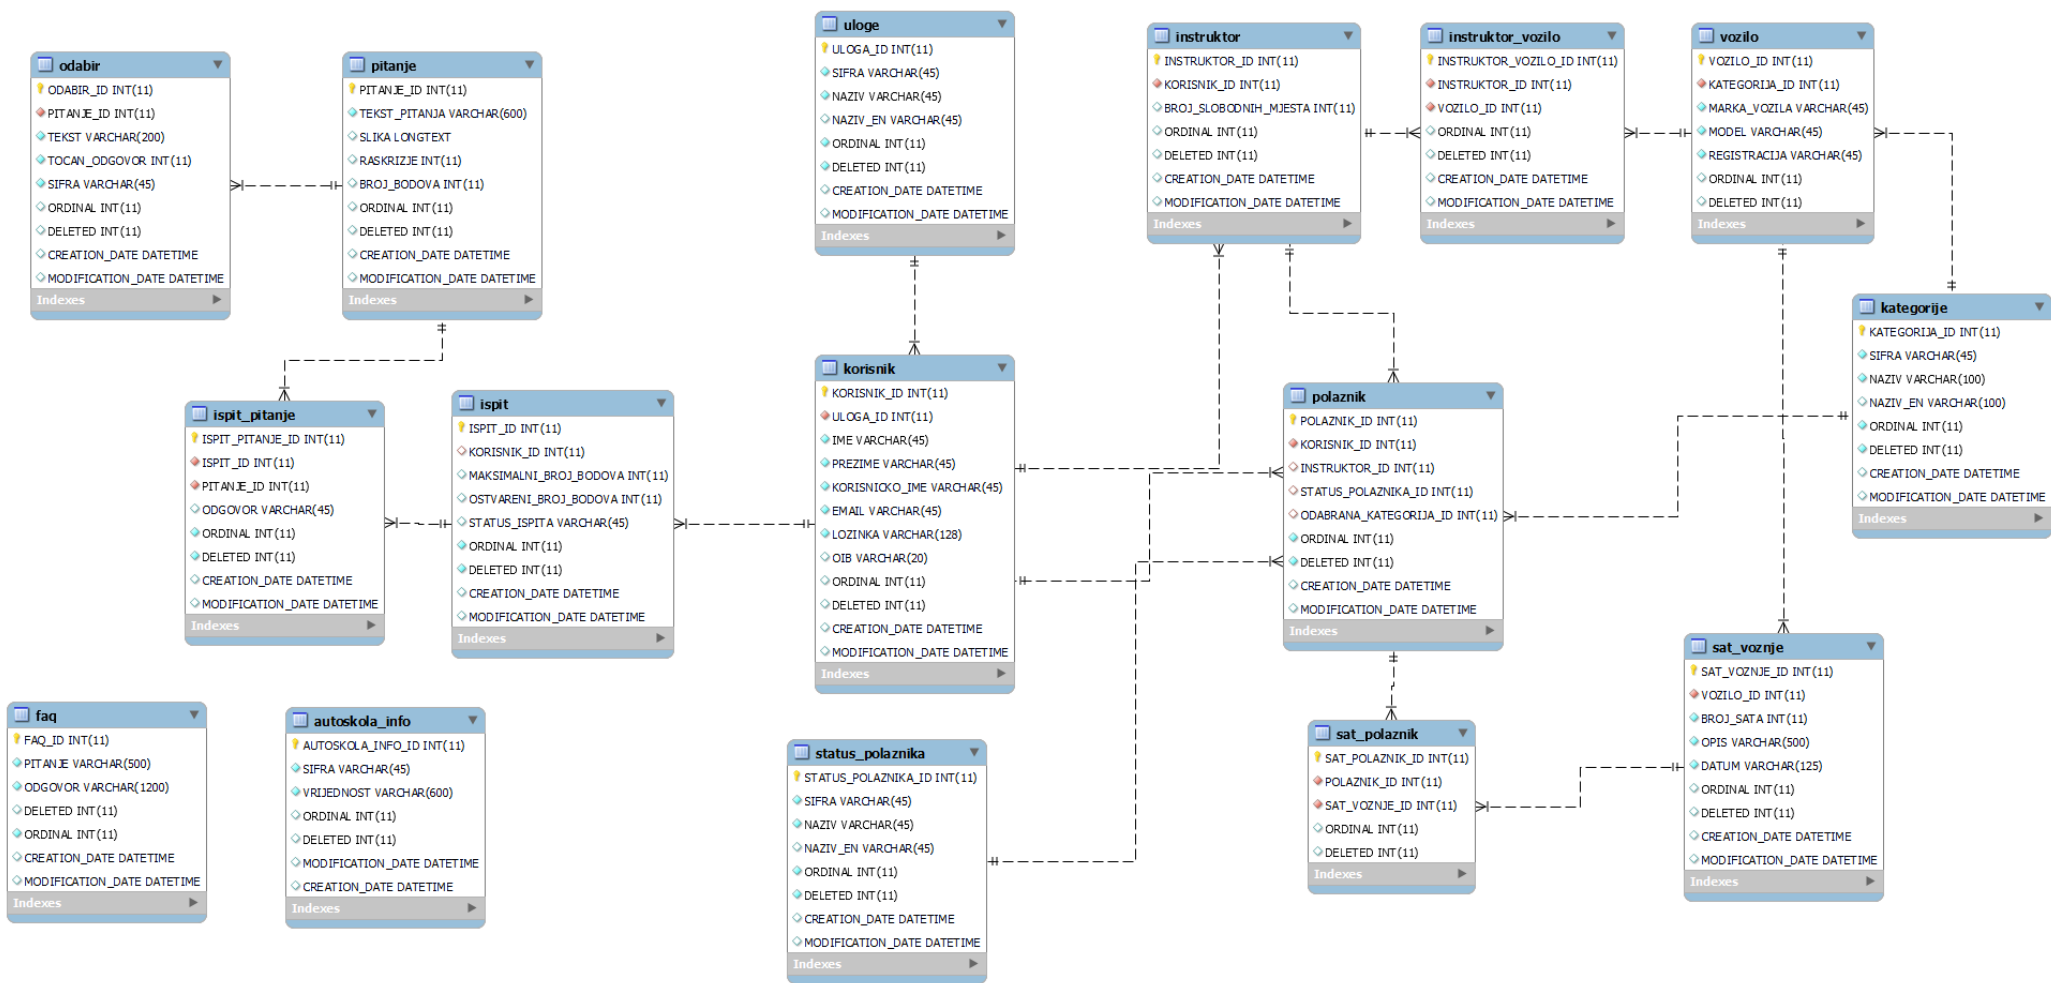 odabir
ODABIR_ID INT(11)
PITANJE_ID INT(11)
TEKST VARCHAR(200)
TOCAN_ODGOVOR INT(11)
SIFRA VARCHAR(45)
ORDINAL INT(11)
DELETED INT(11)
CREATION_DATE DATETIME
MODIFICATION_DATE DATETIME
Indexes
pitanje
PITANJE_ID INT(11)
TEKST_PITANJA VARCHAR(600)
SLIKA LONGTEXT
RASKRIZJE INT(11)
BROJ_BODOVA INT(11)
ORDINAL INT(11)
DELETED INT(11)
CREATION_DATE DATETIME
MODIFICATION_DATE DATETIME
Indexes
uloge
ULOGA_ID INT(11)
SIFRA VARCHAR(45)
NAZIV VARCHAR(45)
NAZIV_EN VARCHAR(45)
ORDINAL INT(11)
DELETED INT(11)
CREATION_DATE DATETIME
MODIFICATION_DATE DATETIME
Indexes
instruktor
INSTRUKTOR_ID INT(11)
KORISNIK_ID INT(11)
BROJ_SLOBODNIH_MJESTA INT(11)
ORDINAL INT(11)
DELETED INT(11)
CREATION_DATE DATETIME
MODIFICATION_DATE DATETIME
Indexes
instruktor_vozilo
INSTRUKTOR_VOZILO_ID INT(11)
INSTRUKTOR_ID INT(11)
VOZILO_ID INT(11)
ORDINAL INT(11)
DELETED INT(11)
CREATION_DATE DATETIME
MODIFICATION_DATE DATETIME
Indexes
vozilo
VOZILO_ID INT(11)
KATEGORIJA_ID INT(11)
MARKA_VOZILA VARCHAR(45)
MODEL VARCHAR(45)
REGISTRACIJA VARCHAR(45)
ORDINAL INT(11)
DELETED INT(11)
Indexes
kategorije
KATEGORIJA_ID INT(11)
SIFRA VARCHAR(45)
NAZIV VARCHAR(100)
NAZIV_EN VARCHAR(100)
ORDINAL INT(11)
DELETED INT(11)
CREATION_DATE DATETIME
MODIFICATION_DATE DATETIME
Indexes
ispit_pitanje
ISPIT_PITANJE_ID INT(11)
ISPIT_ID INT(11)
PITANJE_ID INT(11)
ODGOVOR VARCHAR(45)
ORDINAL INT(11)
DELETED INT(11)
CREATION_DATE DATETIME
MODIFICATION_DATE DATETIME
Indexes
ispit
ISPIT_ID INT(11)
KORISNIK_ID INT(11)
MAKSIMALNI_BROJ_BODOVA INT(11)
OSTVARENI_BROJ_BODOVA INT(11)
STATUS_ISPITA VARCHAR(45)
ORDINAL INT(11)
DELETED INT(11)
CREATION_DATE DATETIME
MODIFICATION_DATE DATETIME
Indexes
korisnik
KORISNIK_ID INT(11)
ULOGA_ID INT(11)
IME VARCHAR(45)
PREZIME VARCHAR(45)
KORISNICKO_IME VARCHAR(45)
EMAIL VARCHAR(45)
LOZINKA VARCHAR(128)
OIB VARCHAR(20)
ORDINAL INT(11)
DELETED INT(11)
CREATION_DATE DATETIME
MODIFICATION_DATE DATETIME
Indexes
polaznik
POLAZNIK_ID INT(11)
KORISNIK_ID INT(11)
INSTRUKTOR_ID INT(11)
STATUS_POLAZNIKA_ID INT(11)
ODABRANA_KATEGORIJA_ID INT(11)
ORDINAL INT(11)
DELETED INT(11)
CREATION_DATE DATETIME
MODIFICATION_DATE DATETIME
Indexes
sat_voznje
SAT_VOZNJE_ID INT(11)
VOZILO_ID INT(11)
BROJ_SATA INT(11)
OPIS VARCHAR(500)
DATUM VARCHAR(125)
ORDINAL INT(11)
DELETED INT(11)
CREATION_DATE DATETIME
MODIFICATION_DATE DATETIME
Indexes
faq
FAQ_ID INT(11)
PITANJE VARCHAR(500)
ODGOVOR VARCHAR(1200)
DELETED INT(11)
ORDINAL INT(11)
CREATION_DATE DATETIME
MODIFICATION_DATE DATETIME
Indexes
autoskola_info
AUTOSKOLA_INFO_ID INT(11)
SIFRA VARCHAR(45)
VRIJEDNOST VARCHAR(600)
ORDINAL INT(11)
DELETED INT(11)
MODIFICATION_DATE DATETIME
CREATION_DATE DATETIME
Indexes
status_polaznika
STATUS_POLAZNIKA_ID INT(11)
SIFRA VARCHAR(45)
NAZIV VARCHAR(45)
NAZIV_EN VARCHAR(45)
ORDINAL INT(11)
DELETED INT(11)
CREATION_DATE DATETIME
MODIFICATION_DATE DATETIME
Indexes
sat_polaznik
SAT_POLAZNIK_ID INT(11)
POLAZNIK_ID INT(11)
SAT_VOZNJE_ID INT(11)
ORDINAL INT(11)
DELETED INT(11)
Indexes